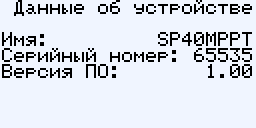 Данные об устройстве
Имя: SP40MPPT
Серийный номер: 65535
Версия ПО: 1.00